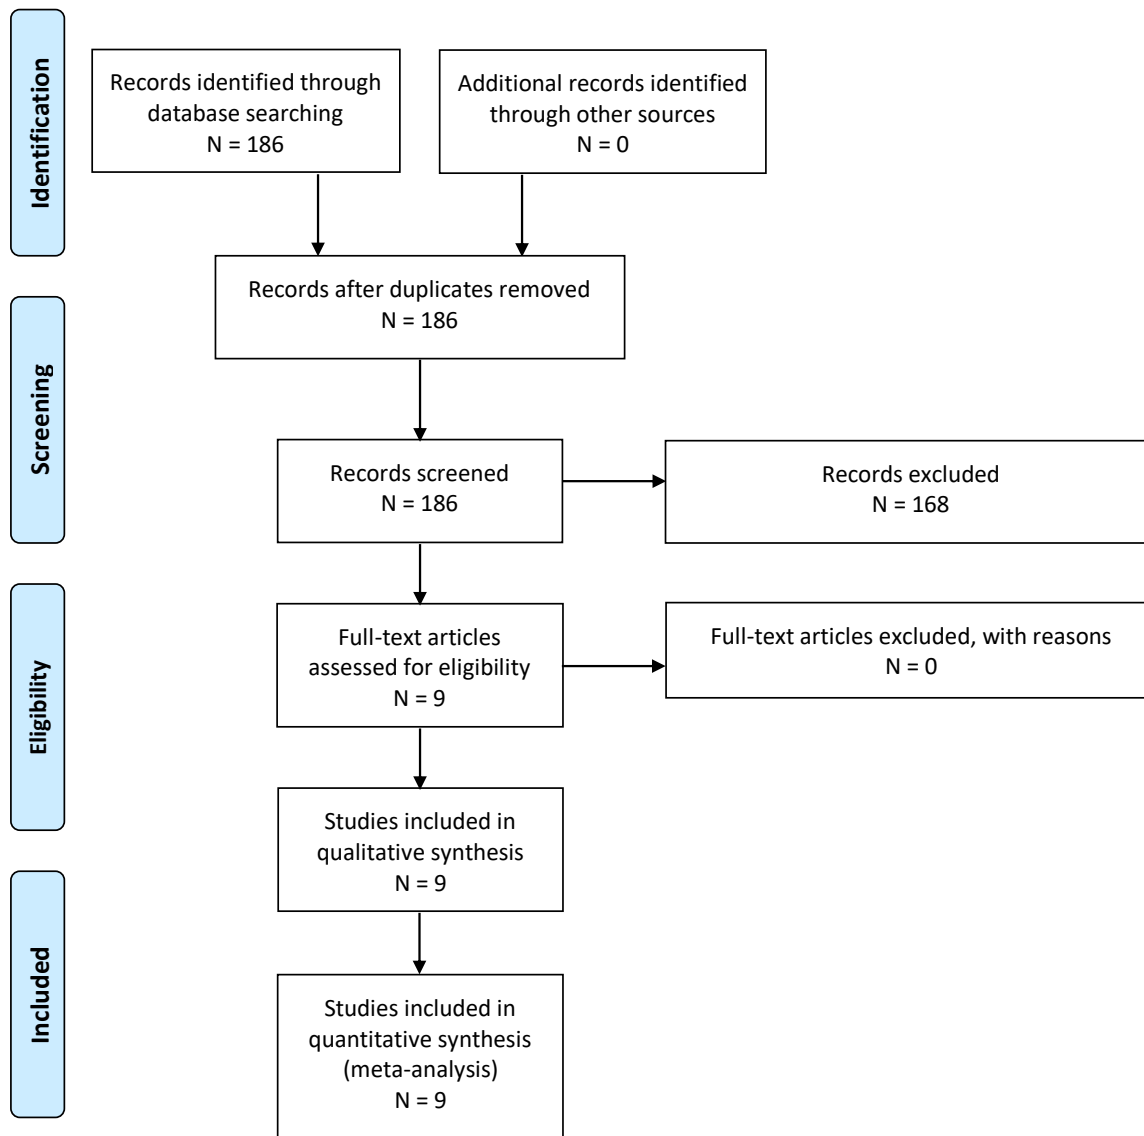 Identification
Records identified through
database searching
N = 186
Additional records identified
through other sources
N = 0
Records after duplicates removed
N = 186
Screening
Records screened
N = 186
Records excluded
N = 168
Eligibility
Full-text articles
assessed for eligibility
N = 9
Full-text articles excluded, with reasons
N = 0
Studies included in
qualitative synthesis
N = 9
Included
Studies included in
quantitative synthesis
(meta-analysis)
N = 9